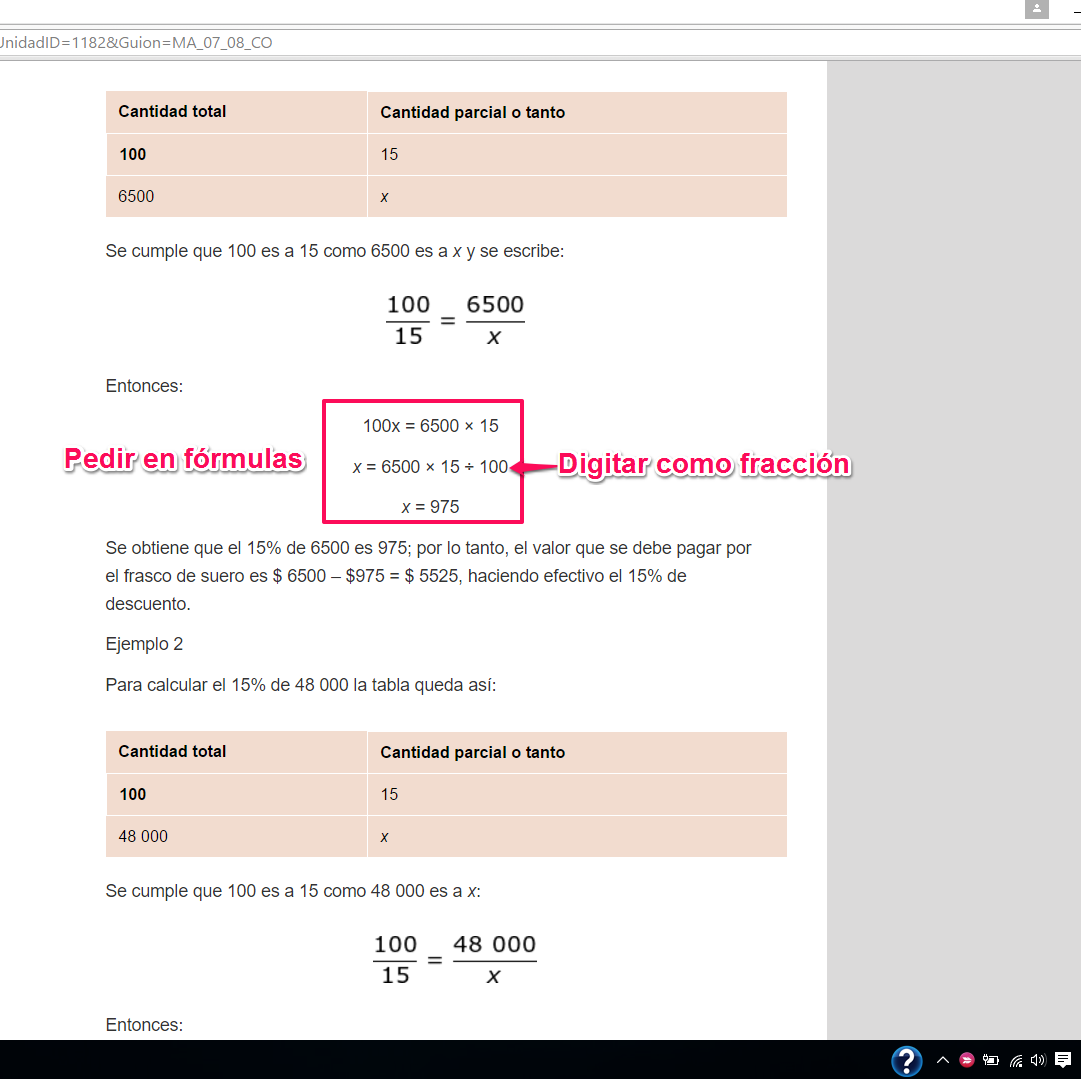 UnidadID=1182&Guion=MA_07_08_CO
Cantidad total Cantidad parcial o tanto
100 15
6500 x
Se cumple que 100 es a 15 como 6500 es a x y se escribe:
100/15 = 6500/x
Entonces:
100x = 6500 × 15
Pedir en fórmulas
x = 6500 × 15 ÷ 100
Digitar como fracción
x = 975
Se obtiene que el 15% de 6500 es 975; por lo tanto, el valor que se debe pagar por
el frasco de suero es $ 6500 – $975 = $ 5525, haciendo efectivo el 15% de
descuento.
Ejemplo 2
Para calcular el 15% de 48 000 la tabla queda así:
Cantidad total Cantidad parcial o tanto
100 15
48 000 x
Se cumple que 100 es a 15 como 48 000 es a x:
100/15 = 48 000/x
Entonces: